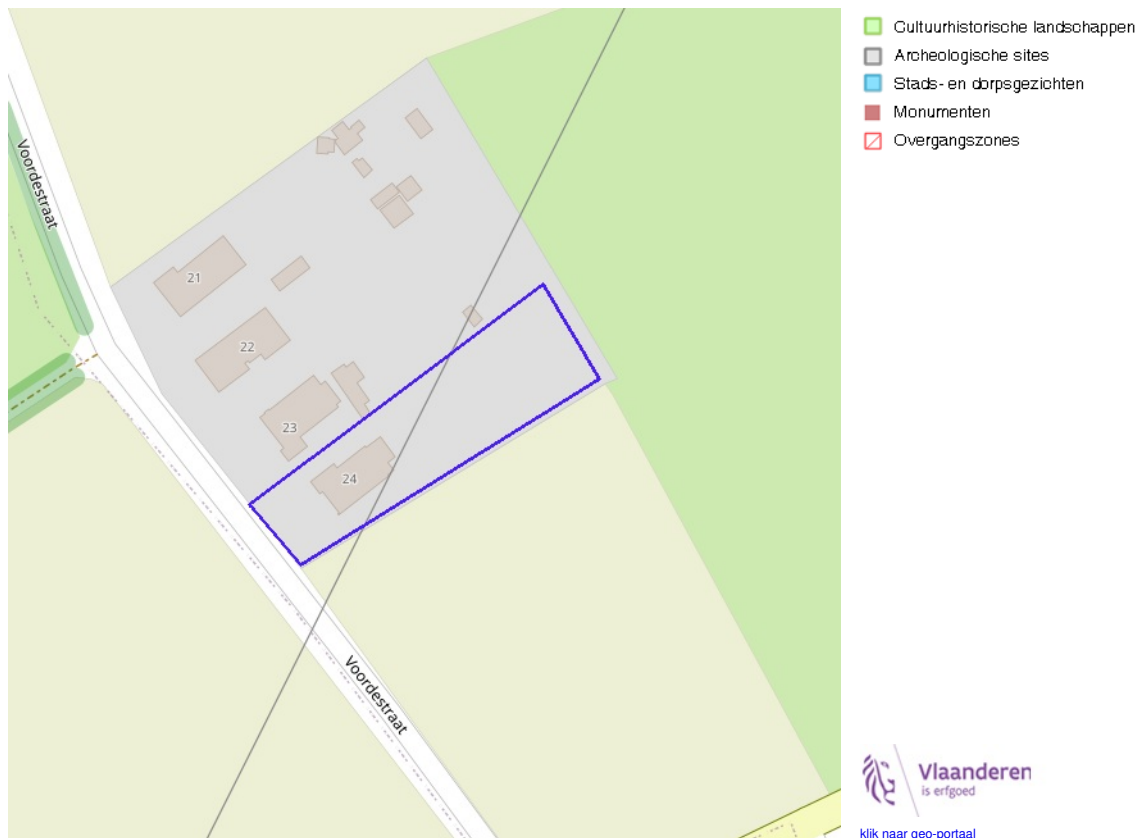 Cultuurhistorische landschappen
Archeologische sites
Stads- en dorpsgezichten
Monumenten
Overgangszones
Voordestraat
21
22
23
24
Voordestraat
Vlaanderen
is erfgoed
klik naar geo-portaal